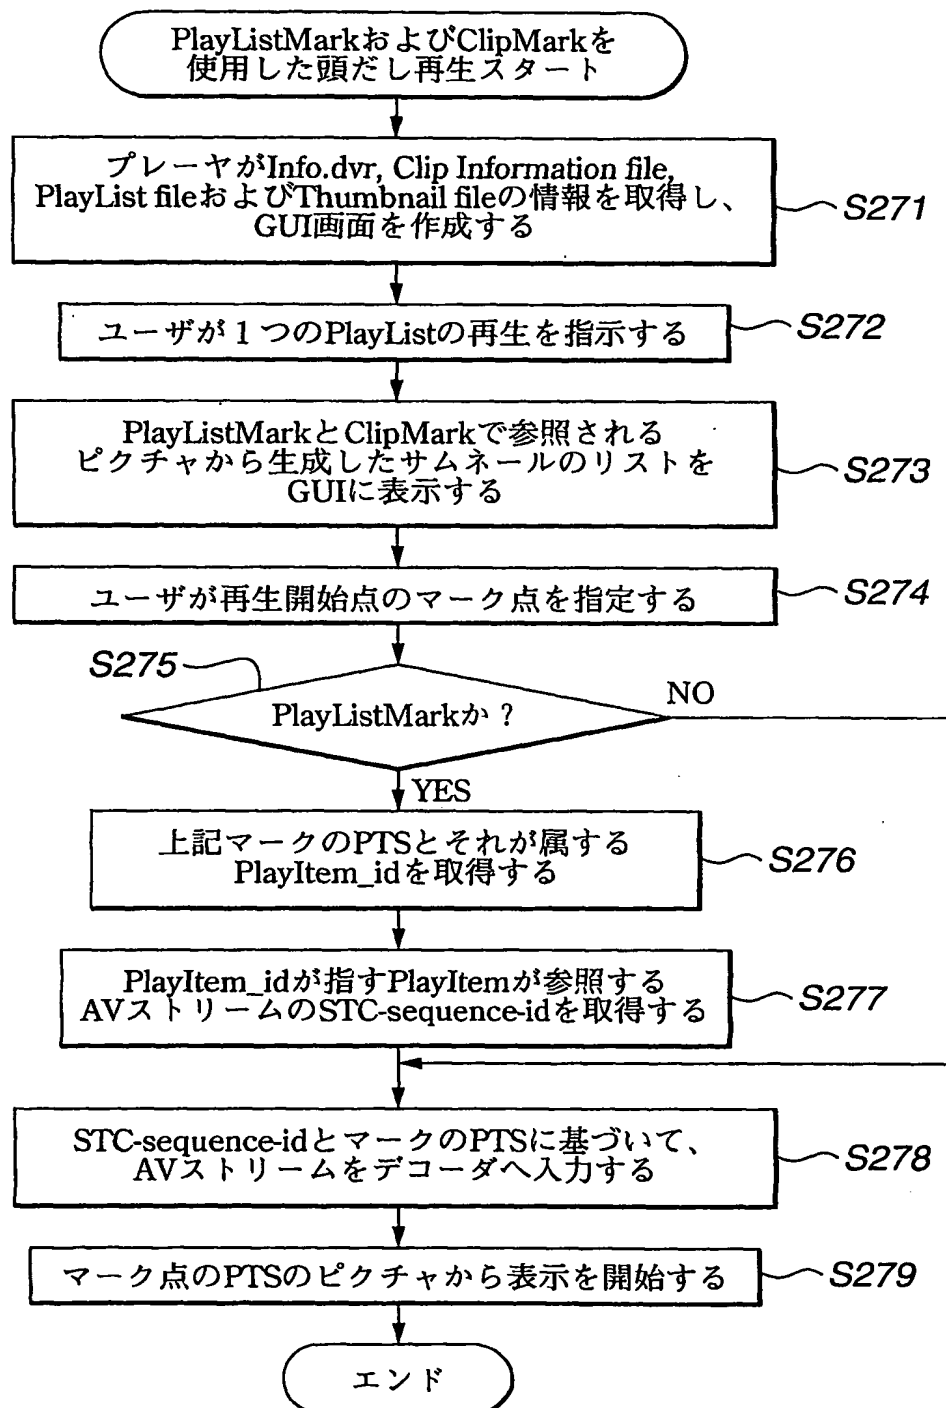 PlayListMarkおよびClipMarkを
使用した頭だし再生スタート
プレーヤがInfo.dvr, Clip Information file,
PlayList fileおよびThumbnail fileの情報を取得し、
GUI画面を作成する
S271
ユーザが1つのPlayListの再生を指示する
S272
PlayListMarkとClipMarkで参照される
ピクチャから生成したサムネールのリストを
GUIに表示する
S273
ユーザが再生開始点のマーク点を指定する
S274
S275
PlayListMarkか？
NO
YES
上記マークのPTSとそれが属する
PlayItem_idを取得する
S276
PlayItem_idが指すPlayItemが参照する
AVストリームのSTC-sequence-idを取得する
S277
STC-sequence-idとマークのPTSに基づいて、
AVストリームをデコーダへ入力する
S278
マーク点のPTSのピクチャから表示を開始する
S279
エンド